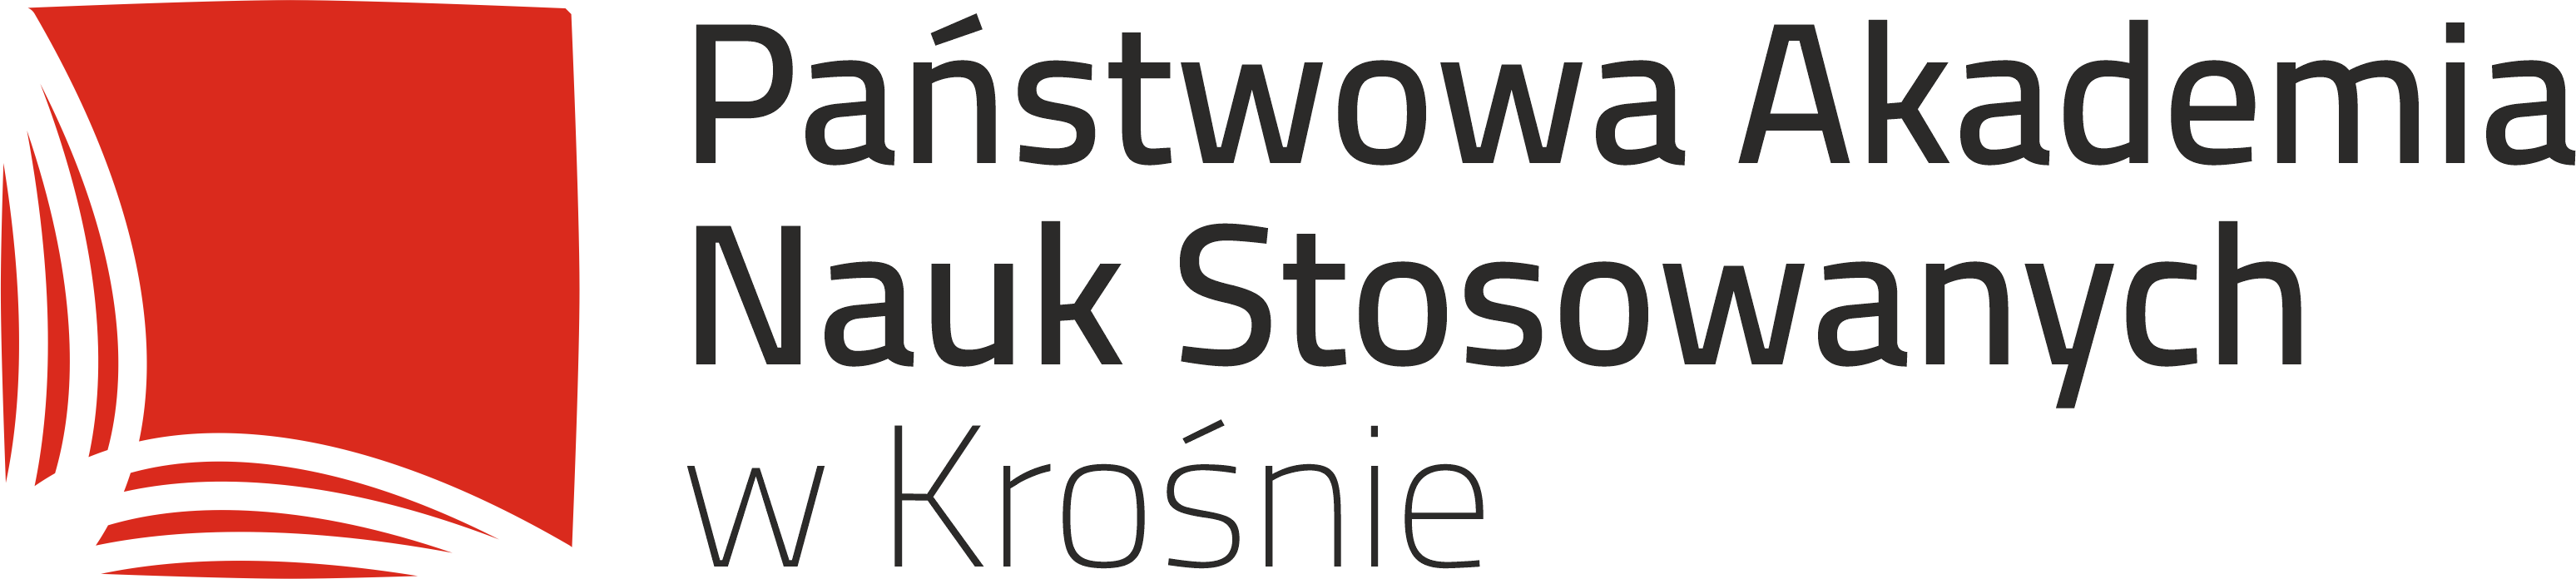 Państwowa Akademia
Nauk Stosowanych
w Krośnie